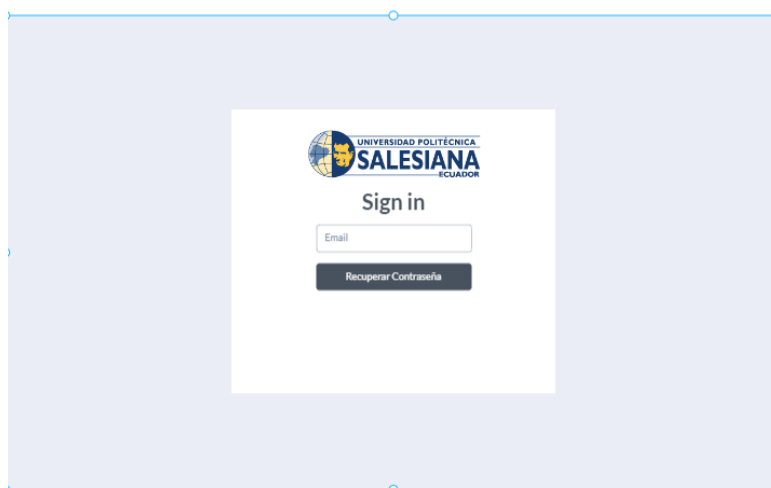 UNIVERSIDAD POLITÉCNICA
SALESIANA
ECUADOR
Sign in
Email
Recuperar Contraseña